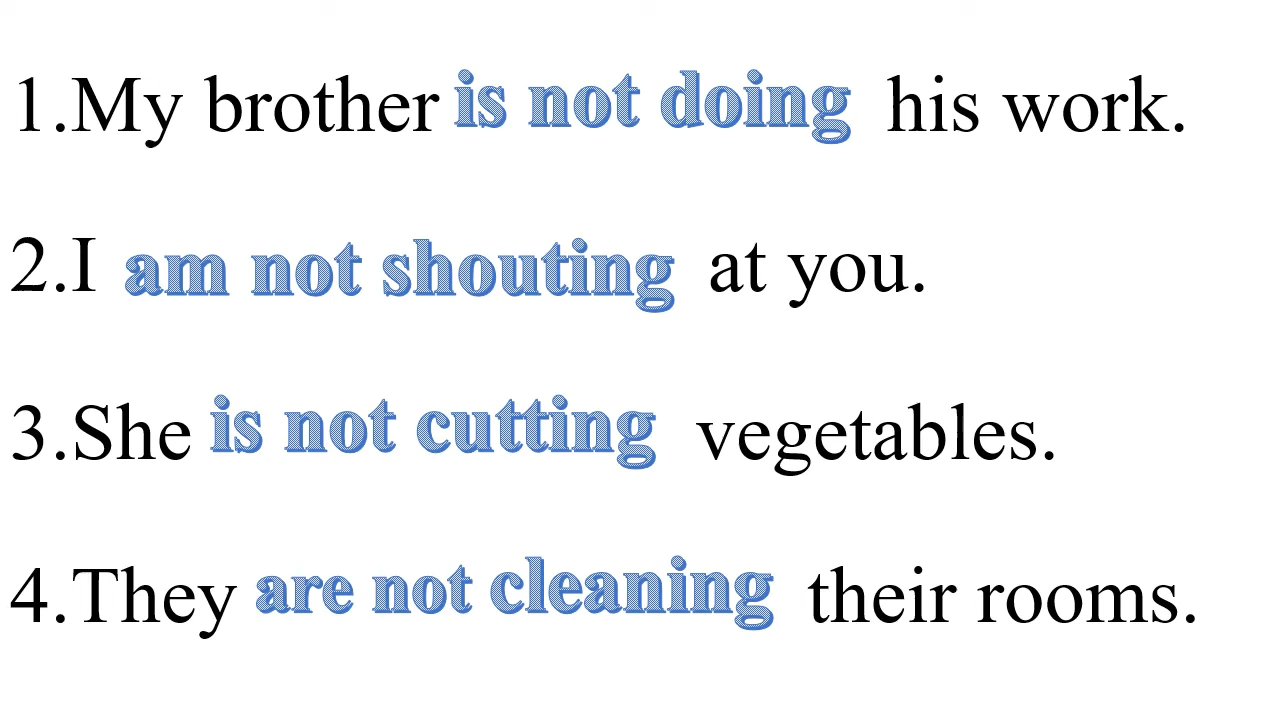 1.My brother is not doing his work.
2.I am not shouting at you.
3.She is not cutting vegetables.
4.They are not cleaning their rooms.